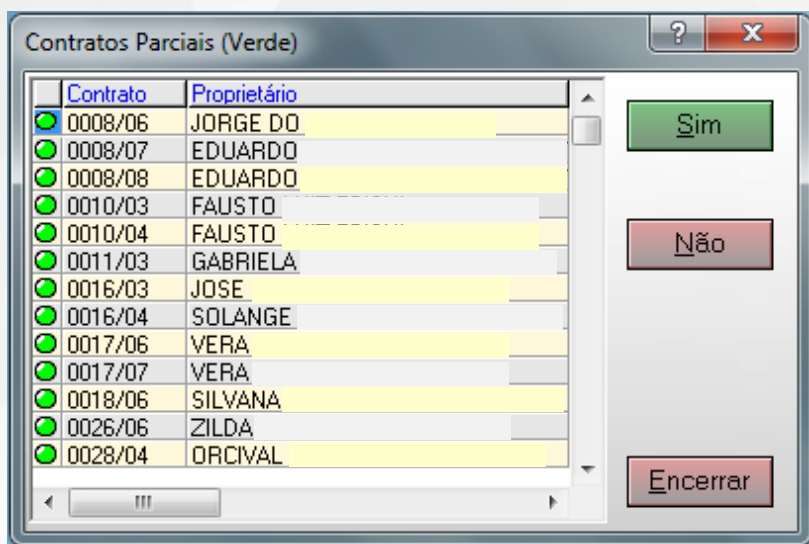 Contratos Parciais (Verde)
Contrato Proprietário
0008/06 JORGE DO
0008/07 EDUARDO
0008/08 EDUARDO
0010/03 FAUSTO
0010/04 FAUSTO
0011/03 GABRIELA
0016/03 JOSE
0016/04 SOLANGE
0017/06 VERA
0017/07 VERA
0018/06 SILVANA
0026/06 ZILDA
0028/04 ORCIVAL
Sim
Não
Encerrar